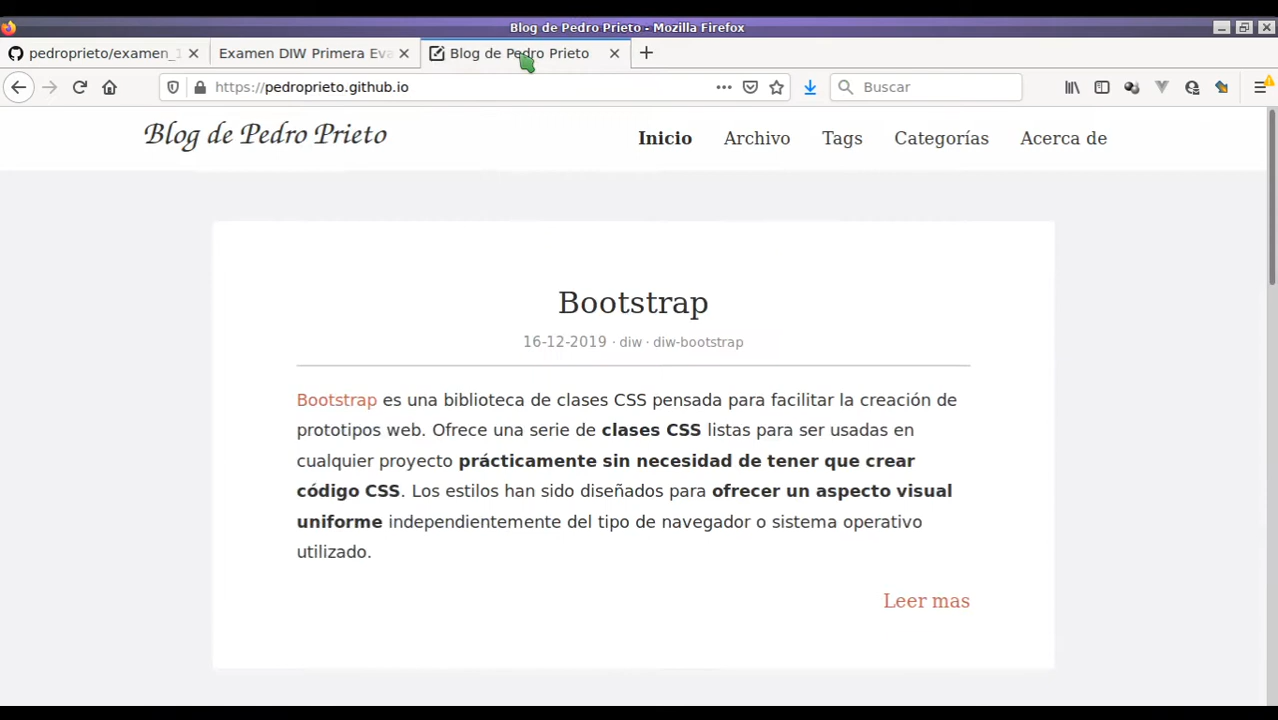 Blog de Pedro Prieto - Mozilla Firefox
pedroprieto/examen_1
Examen DIW Primera Eva
Blog de Pedro Prieto
https://pedroprieto.github.io
Search
Blog de Pedro Prieto
Inicio Archivo Tags Categorías Acerca de
Bootstrap
16-12-2019 · diw · diw-bootstrap
Bootstrap es una biblioteca de clases CSS pensada para facilitar la creación de
prototipos web. Ofrece una serie de clases CSS listas para ser usadas en
cualquier proyecto prácticamente sin necesidad de tener que crear
código CSS. Los estilos han sido diseñados para ofrecer un aspecto visual
uniforme independientemente del tipo de navegador o sistema operativo
utilizado.
Leer mas